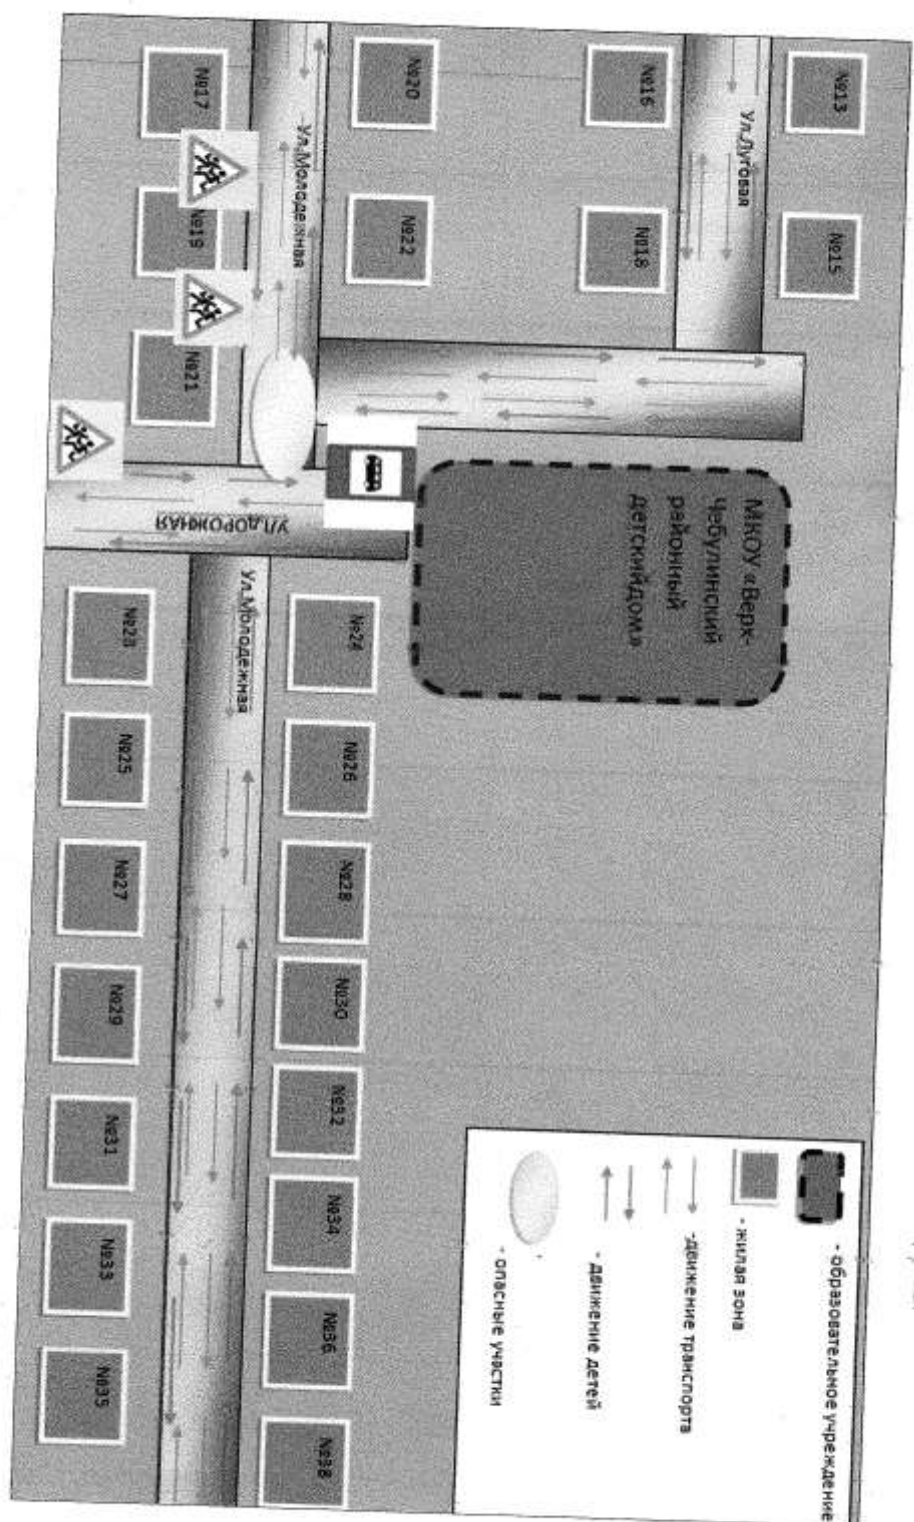 №13
№15
Ул.Луговая
№16
№18
№20
№22
Ул.Молодежная
№17
№19
№21
МКОУ «Верх-
Чебулинский
районный
детскийдом»
УЛ.ДОРОЖНАЯ
Ул.Молодежная
№24
№26
№28
№30
№32
№34
№36
№38
№23
№25
№27
№29
№31
№33
№35
- образовательное учреждение
- жилая зона
-движение транспорта
- движение детей
- опасные участки